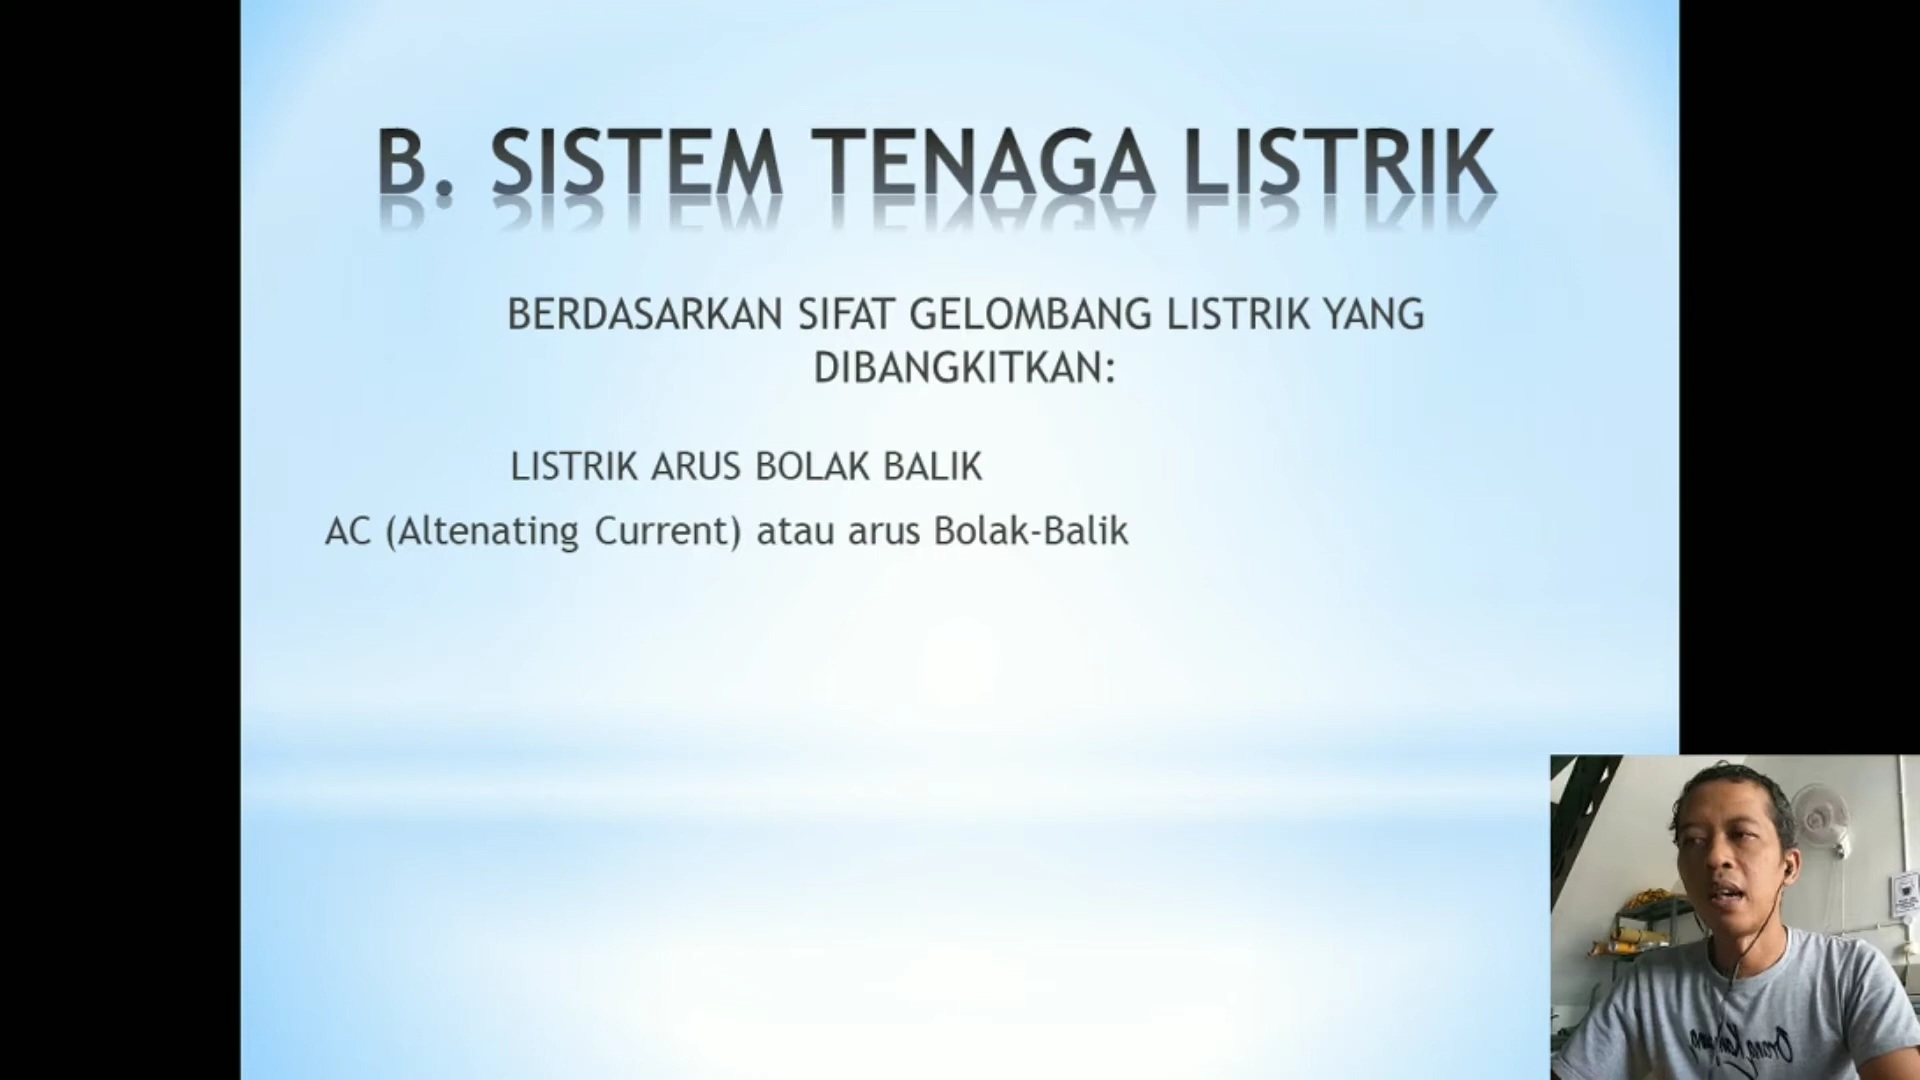 B. SISTEM TENAGA LISTRIK
BERDASARKAN SIFAT GELOMBANG LISTRIK YANG
DIBANGKITKAN:
LISTRIK ARUS BOLAK BALIK
AC (Altenating Current) atau arus Bolak-Balik